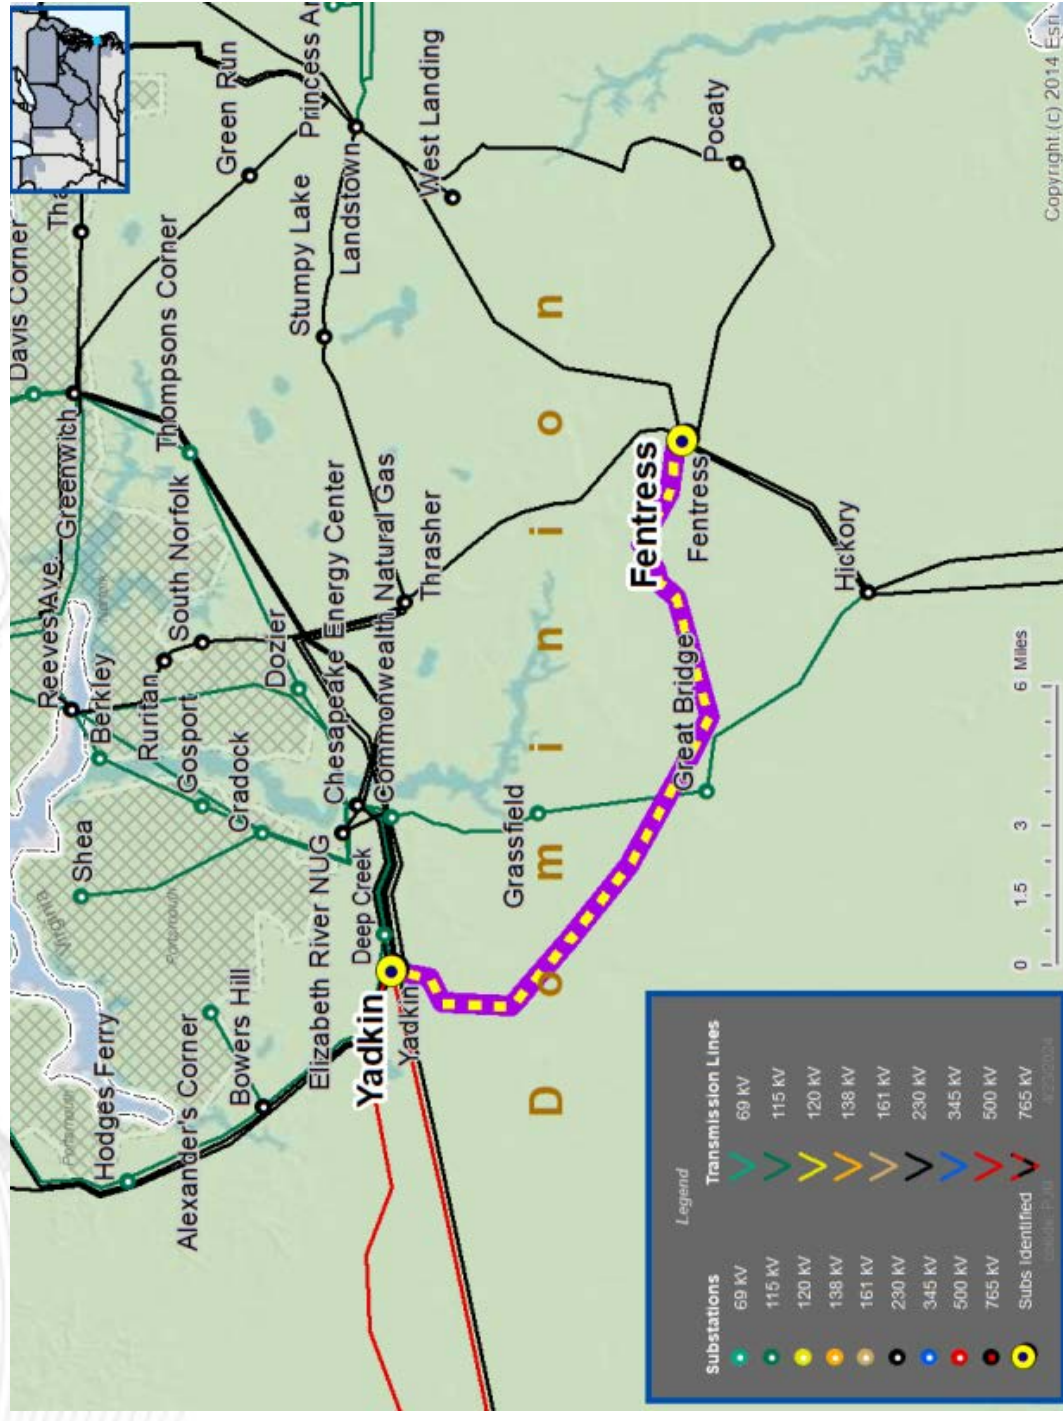 Davis Corner
Tha
Green Run
Princess An
Greenwich
Thompsons Corner
Stumpy Lake
Landstown
West Landing
Pocaty
Reeves Ave.
Berkley
South Norfolk
Ruritan
Gosport
Dozier
Cradock
Shea
Chesapeake Energy Center
Commonwealth Natural Gas
Thrasher
Elizabeth River NUG
Deep Creek
Hodges Ferry
Alexander's Corner
Bowers Hill
Yadkin
Yadkin
Grassfield
Great Bridge
Fentress
Fentress
Hickory
Dominion
Virginia
Portsmouth
Norfolk
0 1.5 3 6 Miles
Legend
Substations
69 kV
115 kV
120 kV
138 kV
161 kV
230 kV
345 kV
500 kV
765 kV
Subs Identified
Transmission Lines
69 kV
115 kV
120 kV
138 kV
161 kV
230 kV
345 kV
500 kV
765 kV
Copyright (c) 2014 Esri